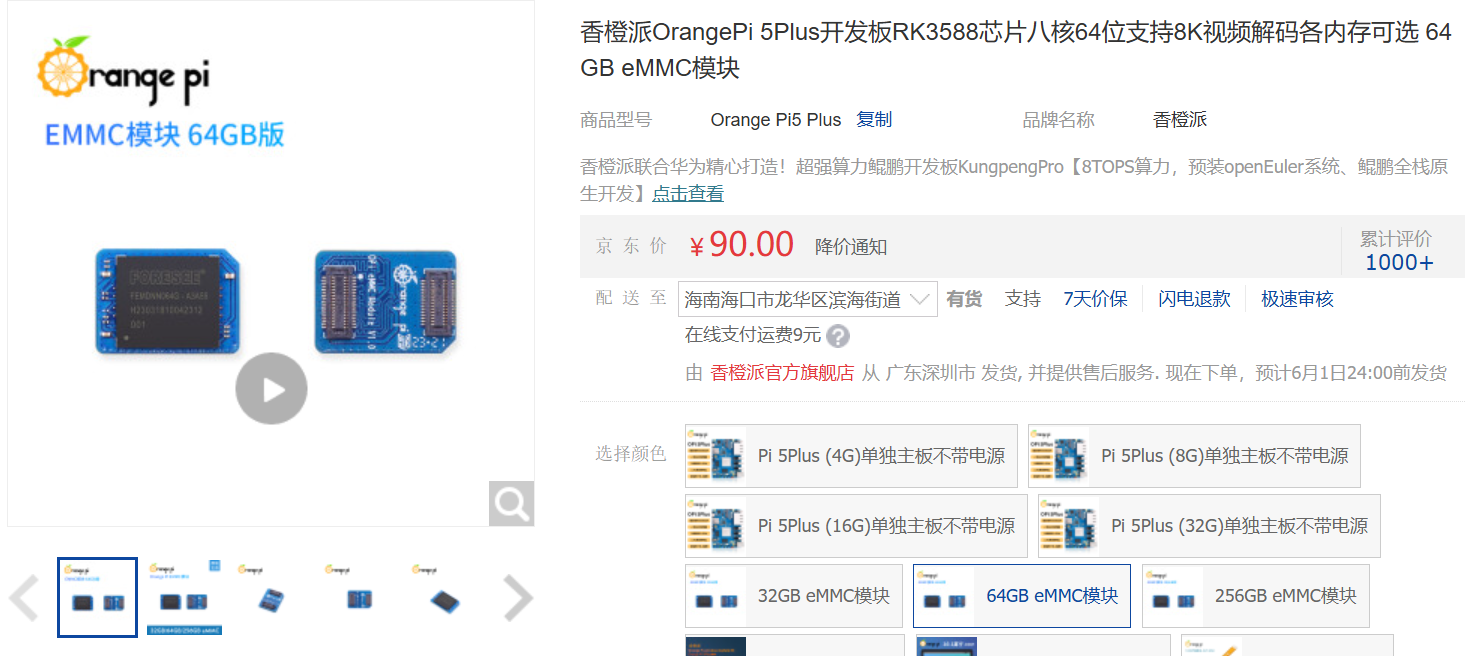 Orange pi
EMMC模块 64GB版
FORESEE
OPi eMMC Module V1.0
香橙派OrangePi 5Plus开发板RK3588芯片八核64位支持8K视频解码各内存可选 64
GB eMMC模块
商品型号 Orange Pi5 Plus 复制 品牌名称 香橙派
香橙派联合华为精心打造！超强算力鲲鹏开发板KungpengPro【8TOPS算力，预装openEuler系统、鲲鹏全栈原
生开发】点击查看
京东价 ￥90.00 降价通知 累计评价
1000+
配送至 海南海口市龙华区滨海街道 有货 支持 7天价保 闪电退款 极速审核
在线支付运费9元 ?
由 香橙派官方旗舰店 从 广东深圳市 发货, 并提供售后服务. 现在下单，预计6月1日24:00前发货
选择颜色 Pi 5Plus (4G)单独主板不带电源 Pi 5Plus (8G)单独主板不带电源
Pi 5Plus (16G)单独主板不带电源 Pi 5Plus (32G)单独主板不带电源
32GB eMMC模块 64GB eMMC模块 256GB eMMC模块